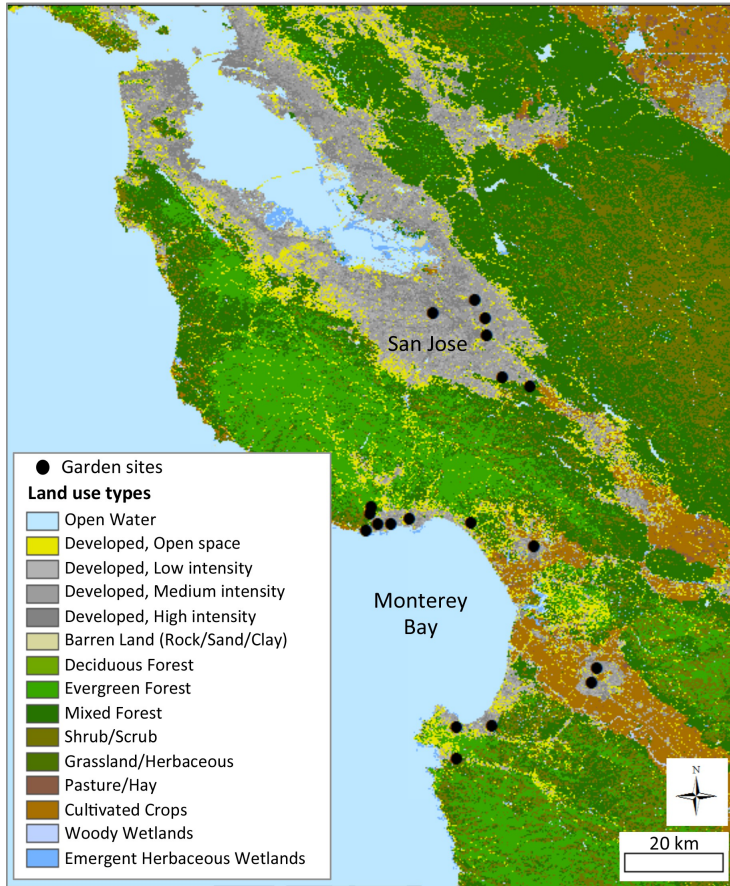 San Jose
Garden sites
Land use types
Open Water
Developed, Open space
Developed, Low intensity
Developed, Medium intensity
Developed, High intensity
Barren Land (Rock/Sand/Clay)
Deciduous Forest
Evergreen Forest
Mixed Forest
Shrub/Scrub
Grassland/Herbaceous
Pasture/Hay
Cultivated Crops
Woody Wetlands
Emergent Herbaceous Wetlands
Monterey
Bay
N
20 km